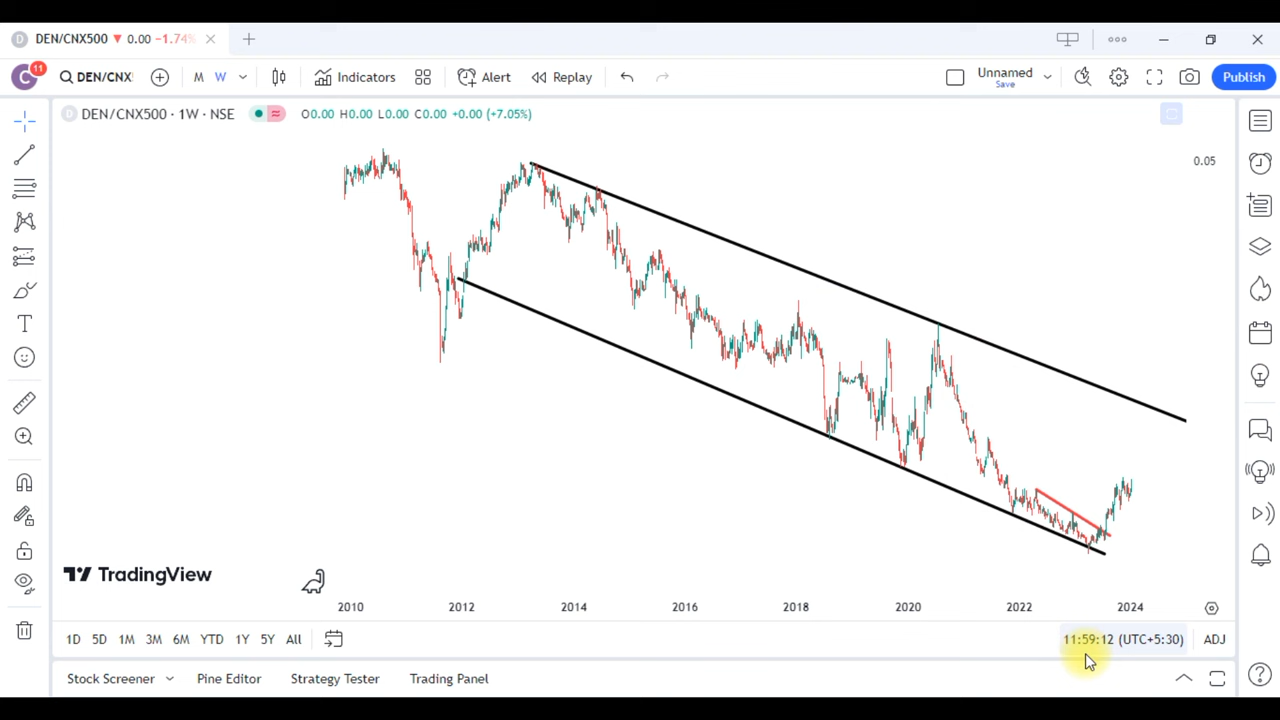 D DEN/CNX500 ▼ 0.00 −1.74%
C 11 DEN/CNX M W Indicators Alert Replay Unnamed Save Publish
D DEN/CNX500 · 1W · NSE O0.00 H0.00 L0.00 C0.00 +0.00 (+7.05%)
0.05
TradingView
2010 2012 2014 2016 2018 2020 2022 2024
1D 5D 1M 3M 6M YTD 1Y 5Y All 11:59:12 (UTC+5:30) ADJ
Stock Screener Pine Editor Strategy Tester Trading Panel